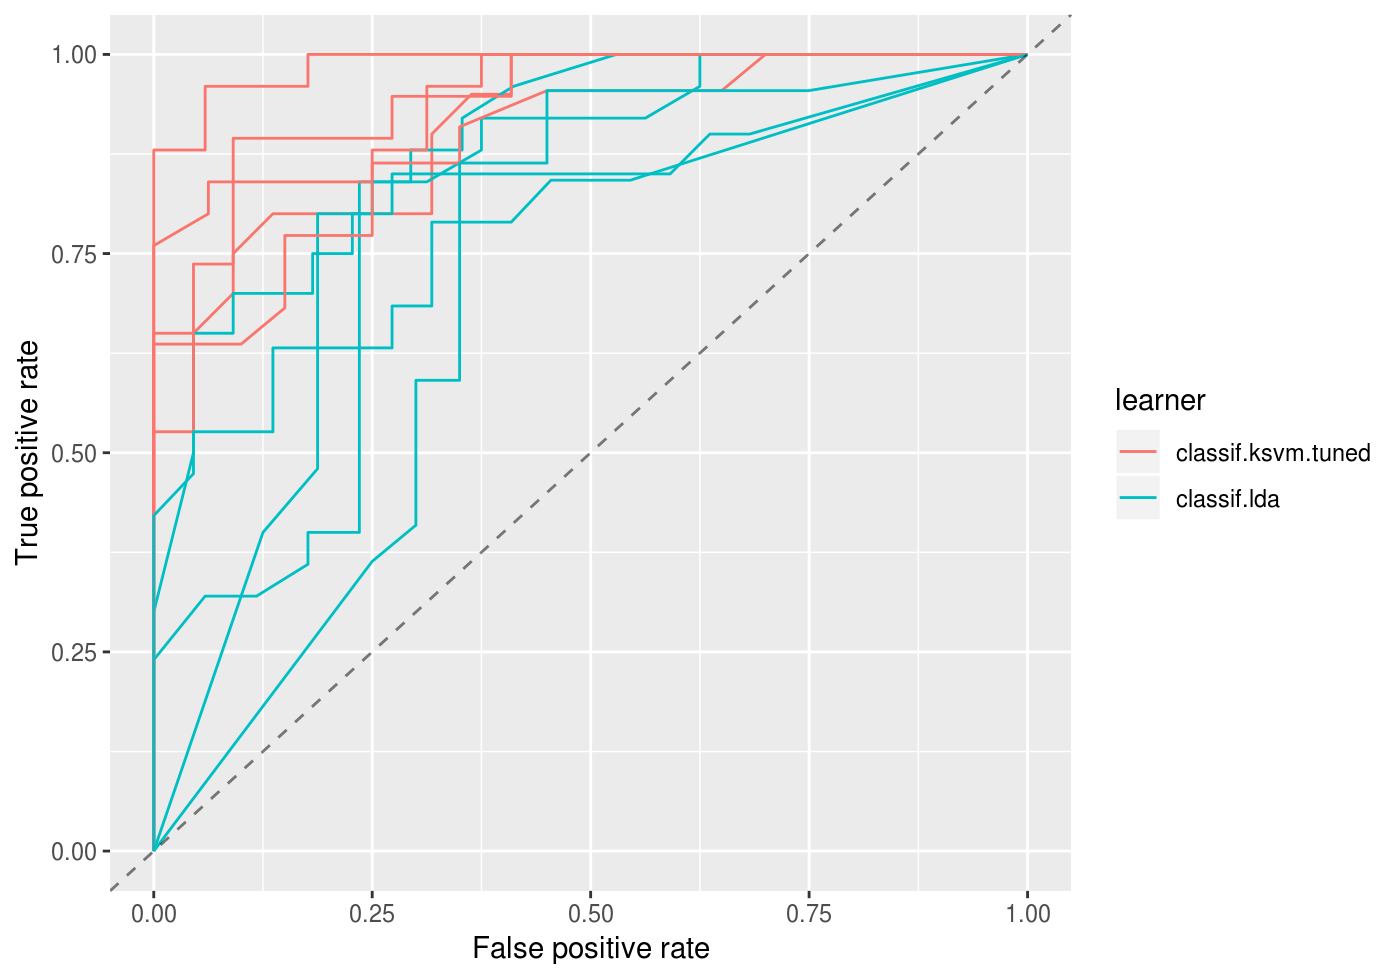 1.00
0.75
0.50
0.25
0.00
True positive rate
0.00 0.25 0.50 0.75 1.00
False positive rate
learner
classif.ksvm.tuned
classif.lda